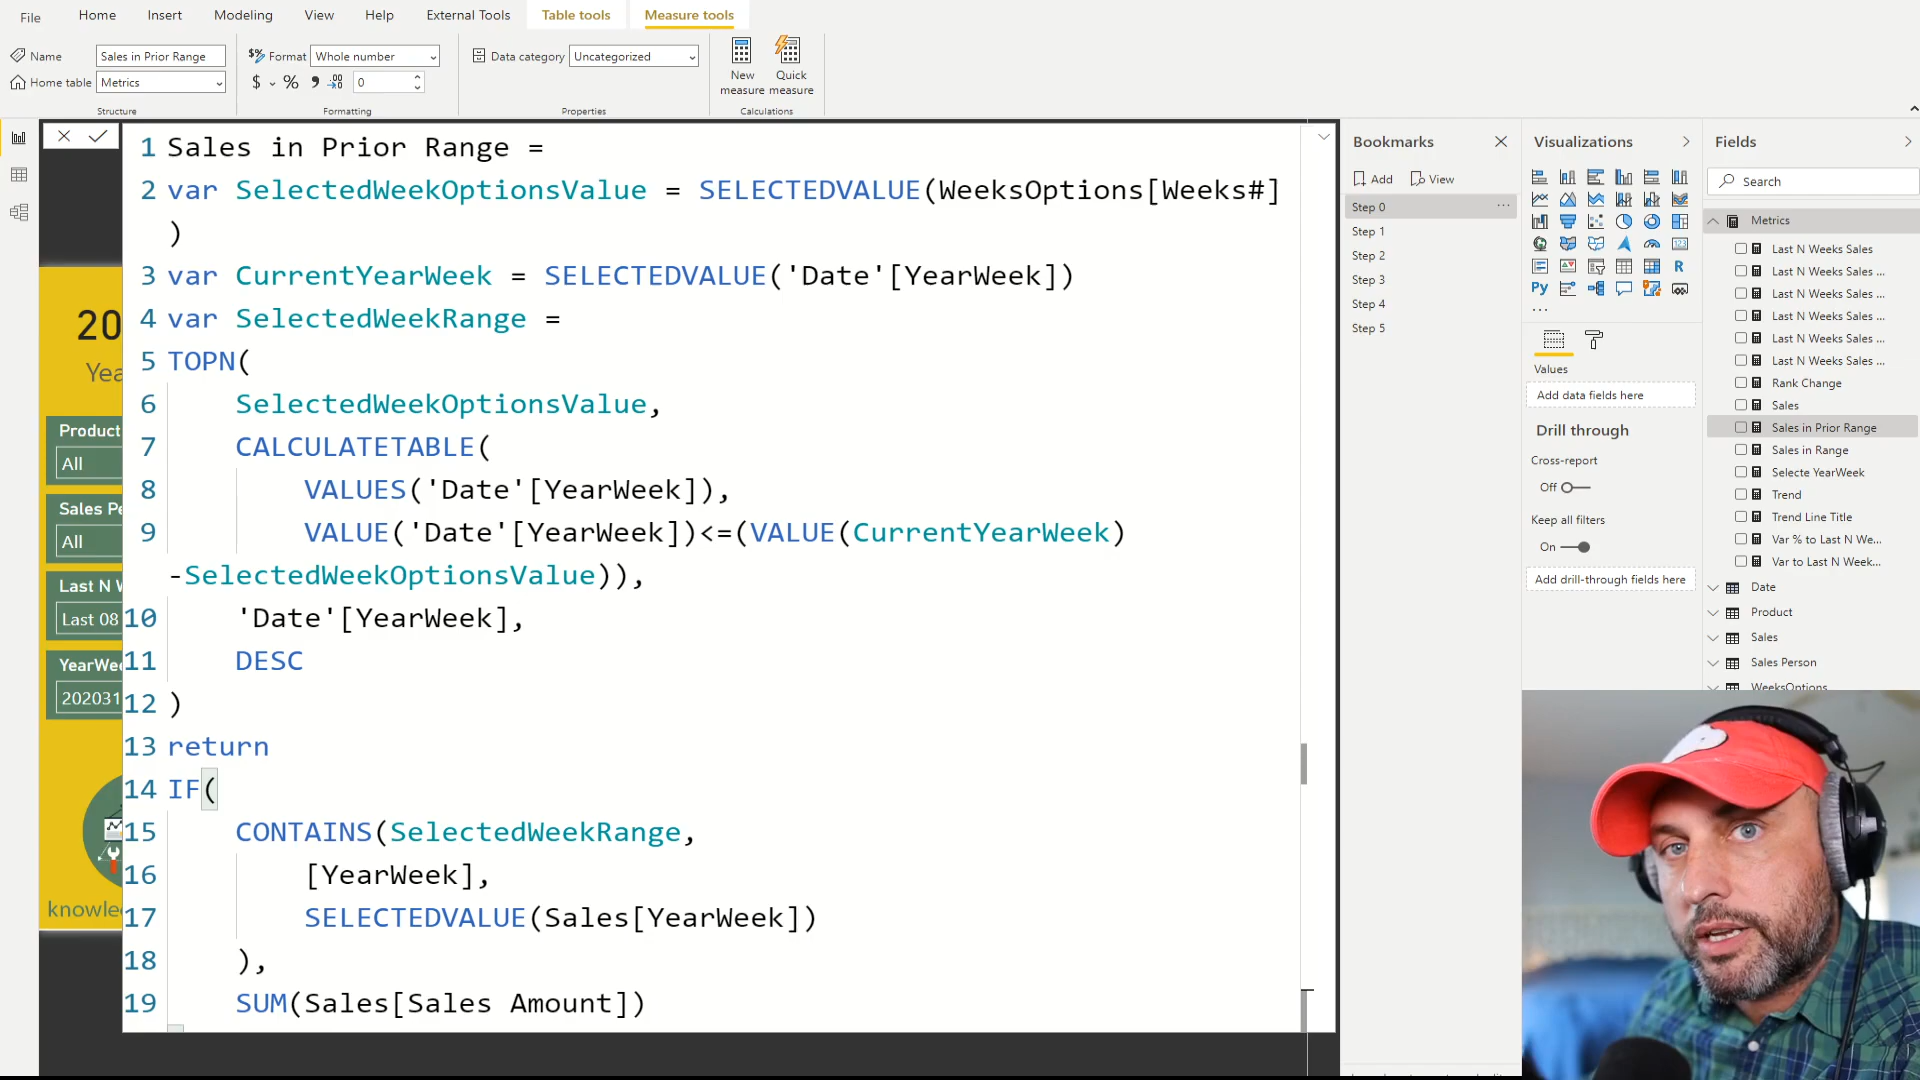 File
Home
Insert
Modeling
View
Help
External Tools
Table tools
Measure tools
Name
Sales in Prior Range
Home table
Metrics
Structure
Format
Whole number
$
%
0
Formatting
Data category
Uncategorized
Properties
New measure
Quick measure
Calculations
1 Sales in Prior Range =
2 var SelectedWeekOptionsValue = SELECTEDVALUE(WeeksOptions[Weeks#]
)
3 var CurrentYearWeek = SELECTEDVALUE('Date'[YearWeek])
4 var SelectedWeekRange =
5 TOPN(
6 SelectedWeekOptionsValue,
7 CALCULATETABLE(
8 VALUES('Date'[YearWeek]),
9 VALUE('Date'[YearWeek])<=(VALUE(CurrentYearWeek)
-SelectedWeekOptionsValue)),
10 'Date'[YearWeek],
11 DESC
12 )
13 return
14 IF(
15 CONTAINS(SelectedWeekRange,
16 [YearWeek],
17 SELECTEDVALUE(Sales[YearWeek])
18 ),
19 SUM(Sales[Sales Amount])
20
Yea
Product
All
Sales Pe
All
Last N W
Last 08
YearWee
202031
knowle
Bookmarks
Add
View
Step 0
Step 1
Step 2
Step 3
Step 4
Step 5
Visualizations
R
Py
123
...
Values
Add data fields here
Drill through
Cross-report
Off
Keep all filters
On
Add drill-through fields here
Fields
Search
Metrics
Last N Weeks Sales
Last N Weeks Sales ...
Last N Weeks Sales ...
Last N Weeks Sales ...
Last N Weeks Sales ...
Last N Weeks Sales ...
Rank Change
Sales
Sales in Prior Range
Sales in Range
Selecte YearWeek
Trend
Trend Line Title
Var % to Last N We...
Var to Last N Week...
Date
Product
Sales
Sales Person
WeeksOptions